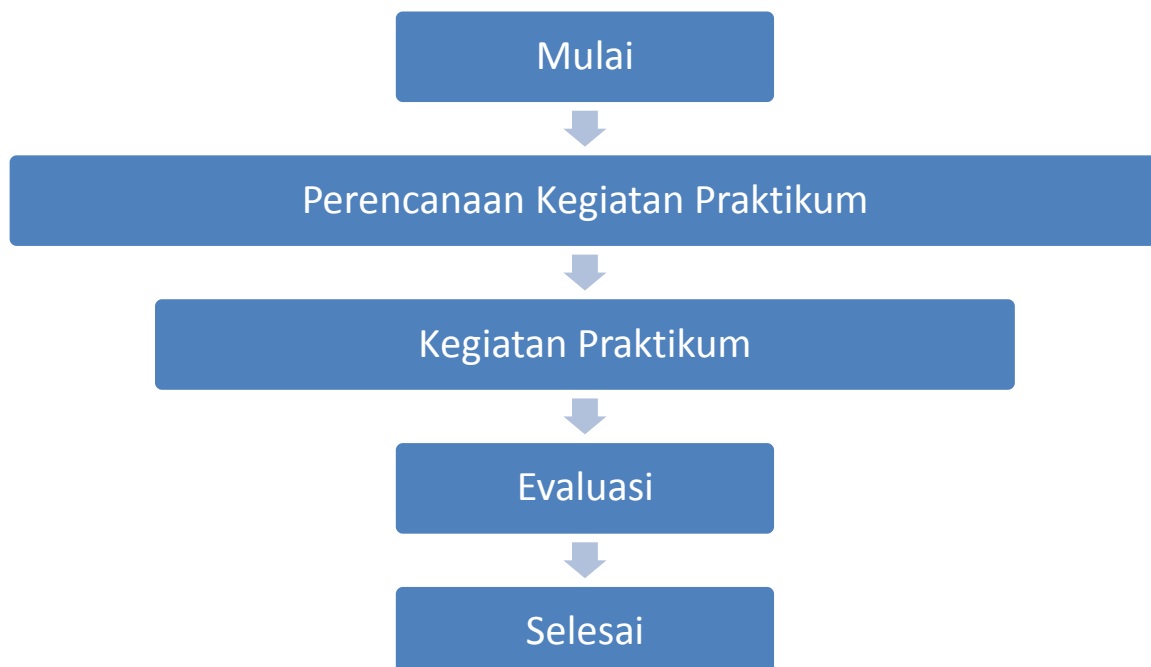 Mulai
Perencanaan Kegiatan Praktikum
Kegiatan Praktikum
Evaluasi
Selesai